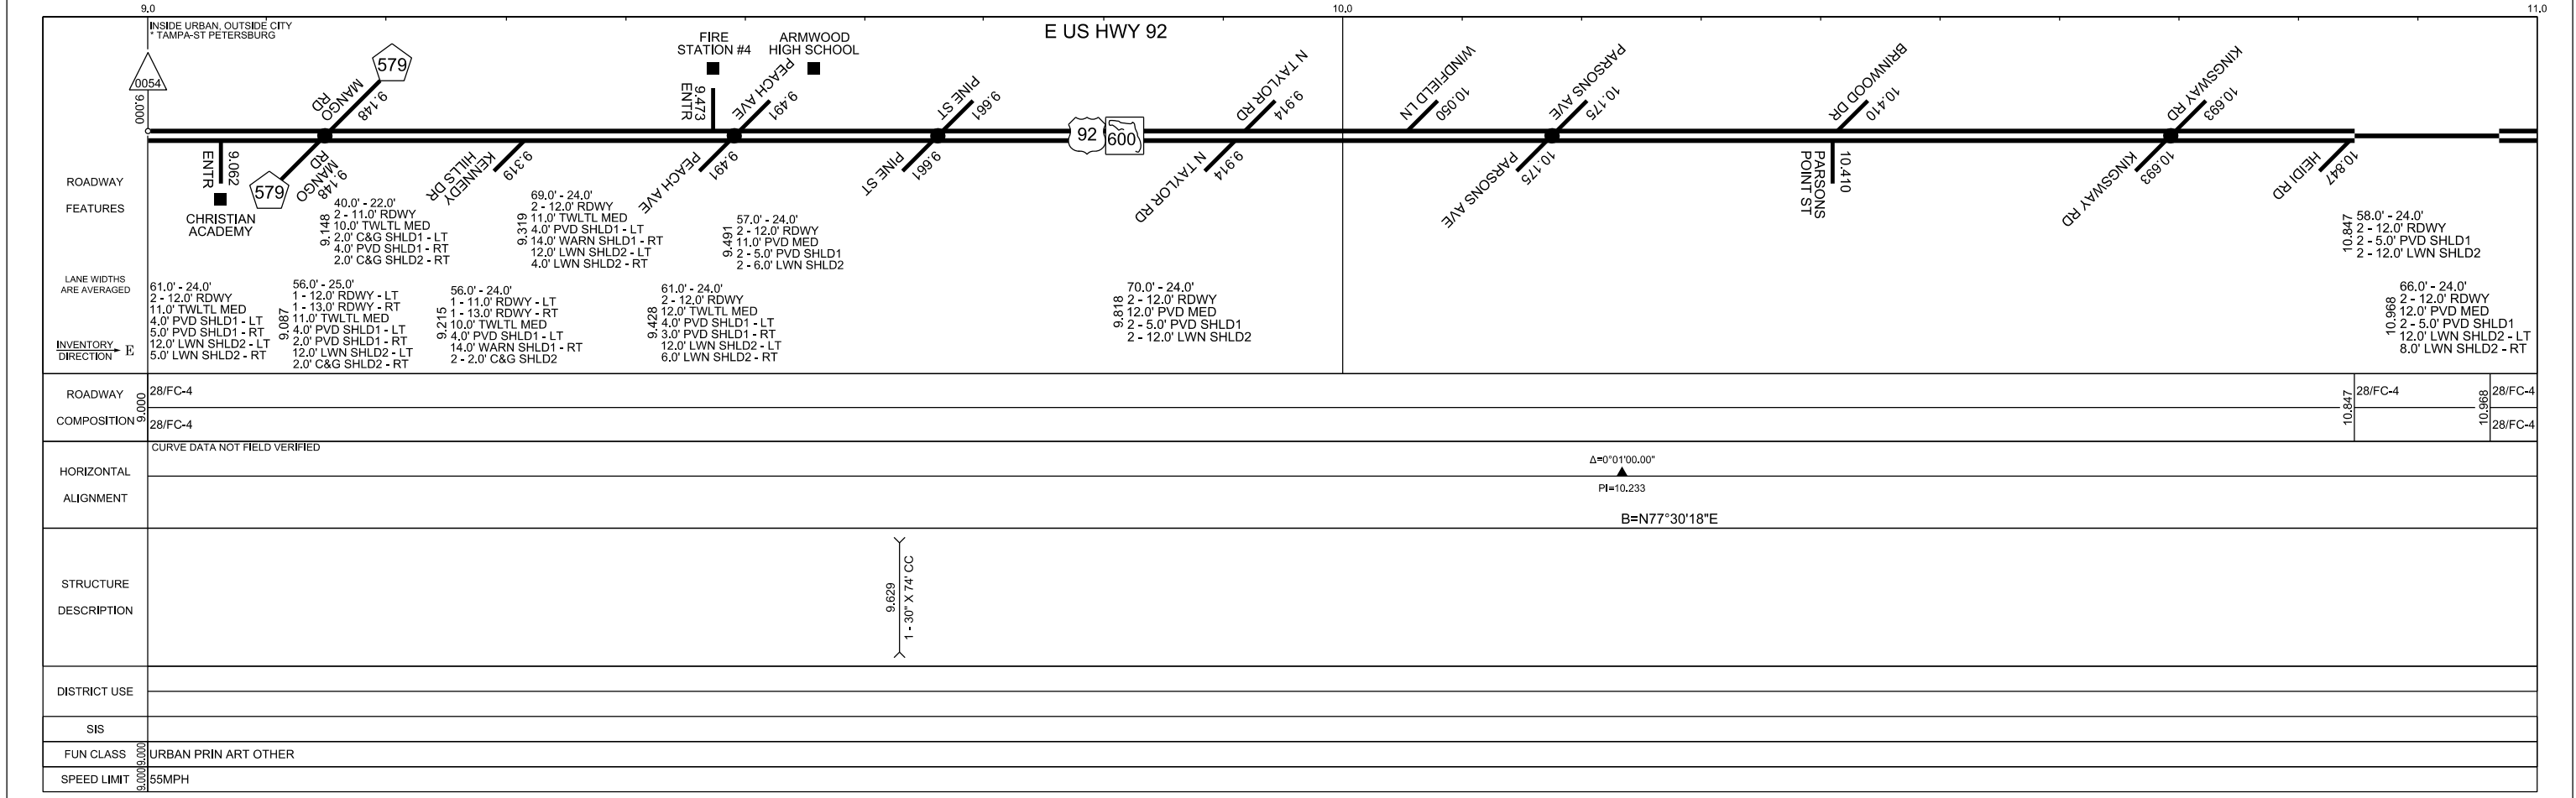 9.0
10.0
11.0
INSIDE URBAN, OUTSIDE CITY
* TAMPA-ST PETERSBURG
E US HWY 92
0054
9.000
579
MANGO
RD
9.148
FIRE
STATION #4
9.473
ENTR
ARMWOOD
HIGH SCHOOL
PEACH AVE
9.491
PINE ST
9.661
92
600
N TAYLOR RD
9.914
WINDFIELD LN
10.050
PARSONS AVE
10.175
BRINWOOD DR
10.410
KINGSWAY RD
10.693
9.062
ENTR
CHRISTIAN
ACADEMY
579
MANGO
RD
9.148
KENNEDY
HILLS DR
9.319
PEACH AVE
9.491
PINE ST
9.661
N TAYLOR RD
9.914
PARSONS AVE
10.175
10.410
PARSONS
POINT ST
KINGSWAY RD
10.693
HEIDI RD
10.847
ROADWAY
FEATURES
9.148
40.0' - 22.0'
2 - 11.0' RDWY
10.0' TWLTL MED
2.0' C&G SHLD1 - LT
4.0' PVD SHLD1 - RT
2.0' C&G SHLD2 - RT
9.319
69.0' - 24.0'
2 - 12.0' RDWY
11.0' TWLTL MED
4.0' PVD SHLD1 - LT
14.0' WARN SHLD1 - RT
12.0' LWN SHLD2 - LT
4.0' LWN SHLD2 - RT
9.491
57.0' - 24.0'
2 - 12.0' RDWY
11.0' PVD MED
2 - 5.0' PVD SHLD1
2 - 6.0' LWN SHLD2
10.847
58.0' - 24.0'
2 - 12.0' RDWY
2 - 5.0' PVD SHLD1
2 - 12.0' LWN SHLD2
LANE WIDTHS
ARE AVERAGED
INVENTORY
DIRECTION
E
61.0' - 24.0'
2 - 12.0' RDWY
11.0' TWLTL MED
4.0' PVD SHLD1 - LT
5.0' PVD SHLD1 - RT
12.0' LWN SHLD2 - LT
5.0' LWN SHLD2 - RT
9.087
56.0' - 25.0'
1 - 12.0' RDWY - LT
1 - 13.0' RDWY - RT
11.0' TWLTL MED
4.0' PVD SHLD1 - LT
2.0' PVD SHLD1 - RT
12.0' LWN SHLD2 - LT
2.0' C&G SHLD2 - RT
9.215
56.0' - 24.0'
1 - 11.0' RDWY - LT
1 - 13.0' RDWY - RT
10.0' TWLTL MED
4.0' PVD SHLD1 - LT
14.0' WARN SHLD1 - RT
2 - 2.0' C&G SHLD2
9.428
61.0' - 24.0'
2 - 12.0' RDWY
12.0' TWLTL MED
4.0' PVD SHLD1 - LT
3.0' PVD SHLD1 - RT
12.0' LWN SHLD2 - LT
6.0' LWN SHLD2 - RT
9.818
70.0' - 24.0'
2 - 12.0' RDWY
12.0' PVD MED
2 - 5.0' PVD SHLD1
2 - 12.0' LWN SHLD2
10.968
66.0' - 24.0'
2 - 12.0' RDWY
12.0' PVD MED
2 - 5.0' PVD SHLD1
12.0' LWN SHLD2 - LT
8.0' LWN SHLD2 - RT
ROADWAY
COMPOSITION
9.000
28/FC-4
28/FC-4
10.847
28/FC-4
10.968
28/FC-4
28/FC-4
HORIZONTAL
ALIGNMENT
CURVE DATA NOT FIELD VERIFIED
Δ=0°01'00.00"
PI=10.233
B=N77°30'18"E
STRUCTURE
DESCRIPTION
9.629
1 - 30" X 74' CC
DISTRICT USE
SIS
FUN CLASS
9.000
URBAN PRIN ART OTHER
SPEED LIMIT
9.000
55MPH